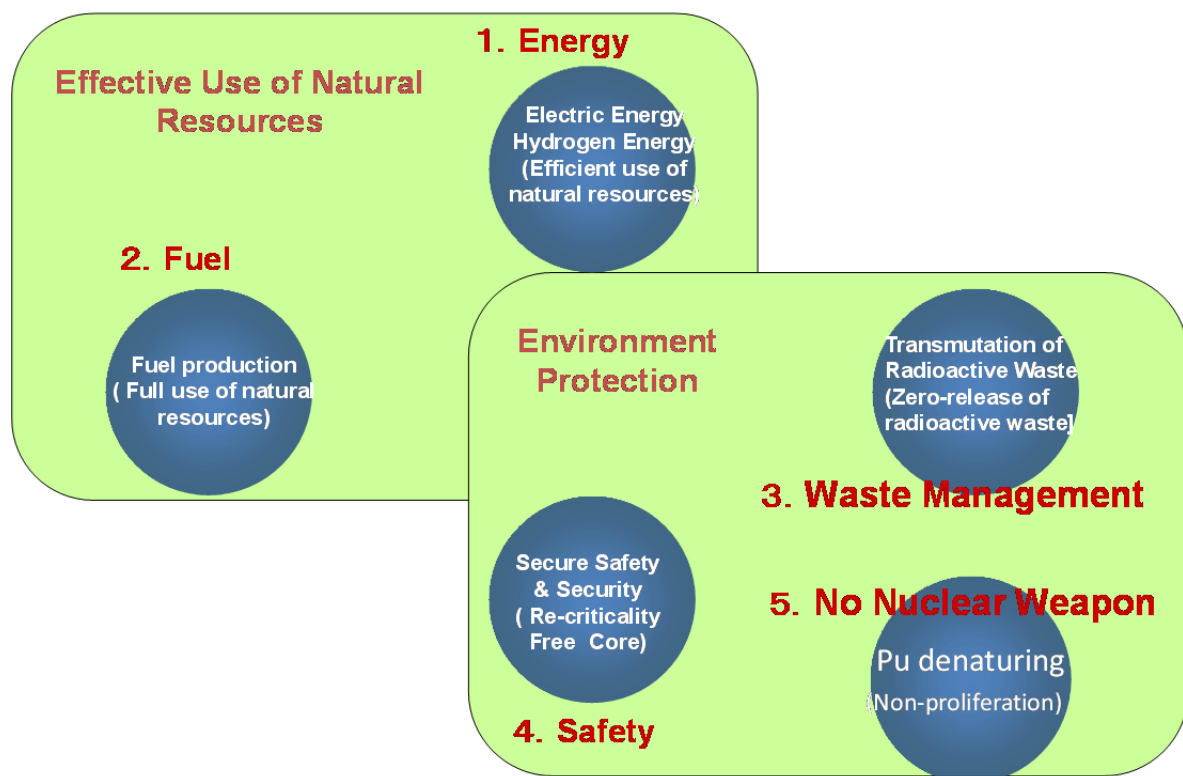 1. Energy
Effective Use of Natural
Resources
Electric Energy
Hydrogen Energy
(Efficient use of
natural resources)
2. Fuel
Fuel production
( Full use of natural
resources)
Environment
Protection
Transmutation of
Radioactive Waste
(Zero-release of
radioactive waste]
3. Waste Management
Secure Safety
& Security
( Re-criticality
Free Core)
4. Safety
5. No Nuclear Weapon
Pu denaturing
(Non-proliferation)